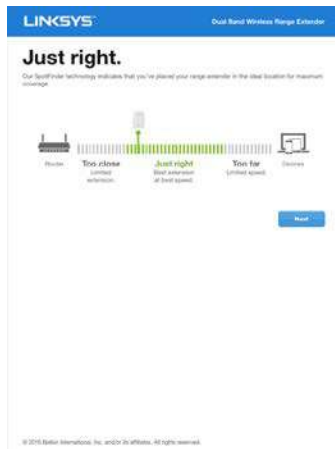 LINKSYS
Dual Band Wireless Range Extender
Just right.
Our SpotFinder technology indicates that you've placed your range extender in the ideal location for maximum
coverage.
Router
Too close
Limited
extension.
Just right
Best extension
at best speed.
Too far
Limited speed.
Devices
Next
© 2015 Belkin International, Inc. and/or its affiliates. All rights reserved.